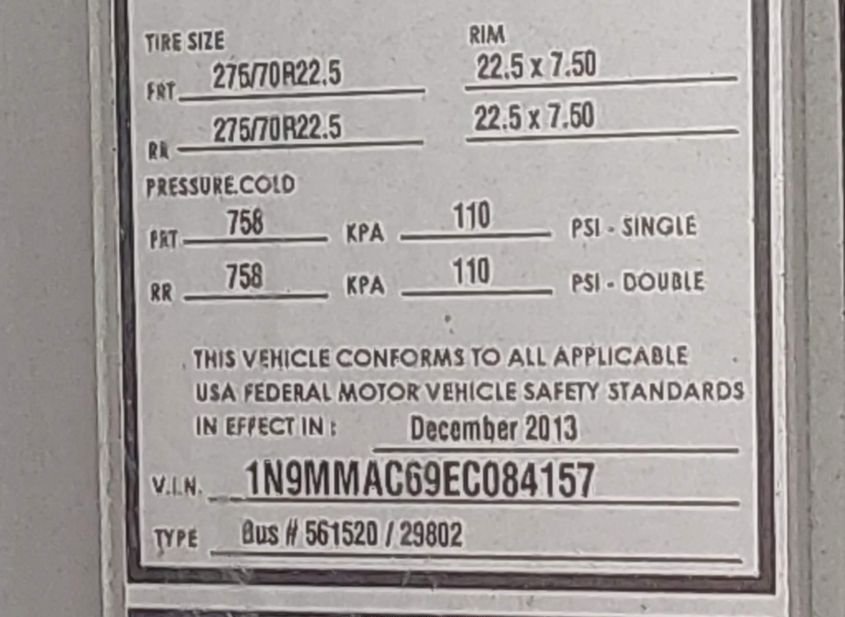 TIRE SIZE RIM
FRT 275/70R22.5 22.5 x 7.50
RR 275/70R22.5 22.5 x 7.50
PRESSURE.COLD
FRT 758 KPA 110 PSI - SINGLE
RR 758 KPA 110 PSI - DOUBLE
THIS VEHICLE CONFORMS TO ALL APPLICABLE
USA FEDERAL MOTOR VEHICLE SAFETY STANDARDS
IN EFFECT IN : December 2013
V.I.N. 1N9MMAC69EC084157
TYPE Bus # 561520 / 29802